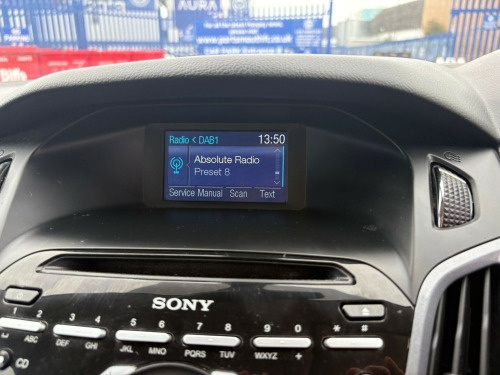 AURA
Radio < DAB1 13:50
Absolute Radio
Preset 8
Service Manual Scan Text
SONY
1 2 3 4 5 6 7 8 9 0 * #
ABC DEF GHI JKL MNO PQRS TUV WXYZ +
CD